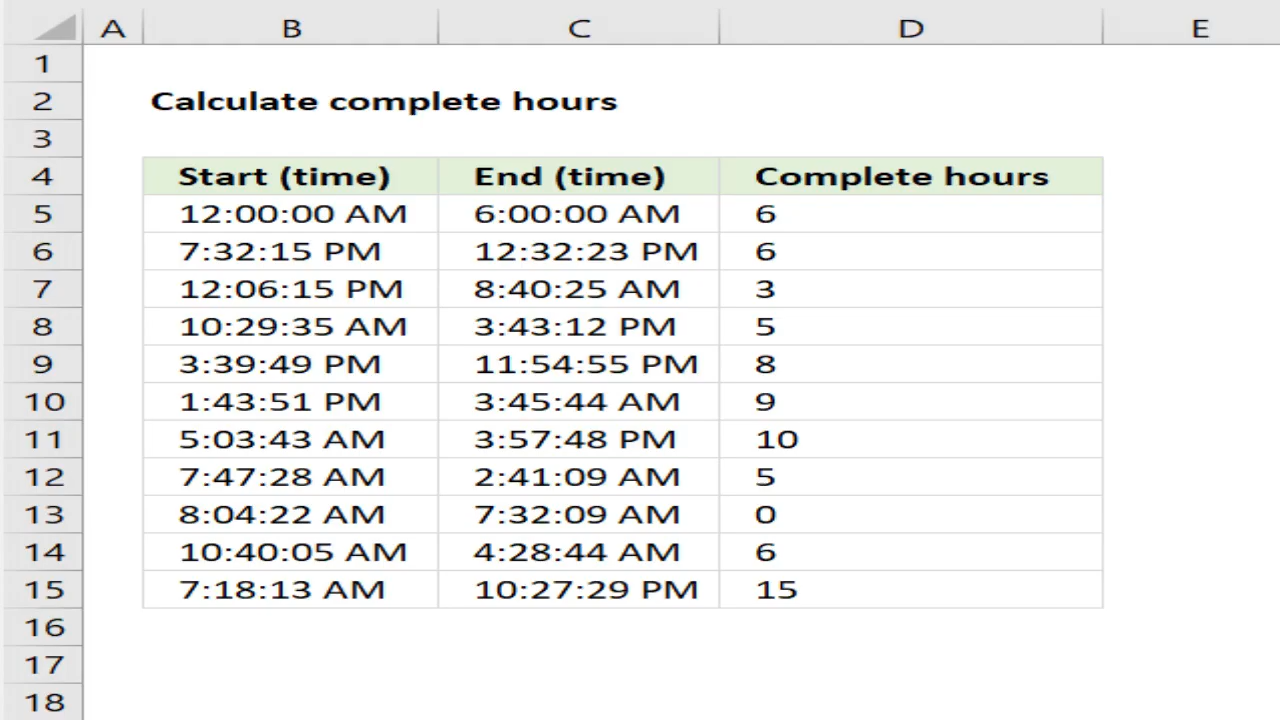 A B C D E
1
2 Calculate complete hours
3
4 Start (time) End (time) Complete hours
5 12:00:00 AM 6:00:00 AM 6
6 7:32:15 PM 12:32:23 PM 6
7 12:06:15 PM 8:40:25 AM 3
8 10:29:35 AM 3:43:12 PM 5
9 3:39:49 PM 11:54:55 PM 8
10 1:43:51 PM 3:45:44 AM 9
11 5:03:43 AM 3:57:48 PM 10
12 7:47:28 AM 2:41:09 AM 5
13 8:04:22 AM 7:32:09 AM 0
14 10:40:05 AM 4:28:44 AM 6
15 7:18:13 AM 10:27:29 PM 15
16
17
18